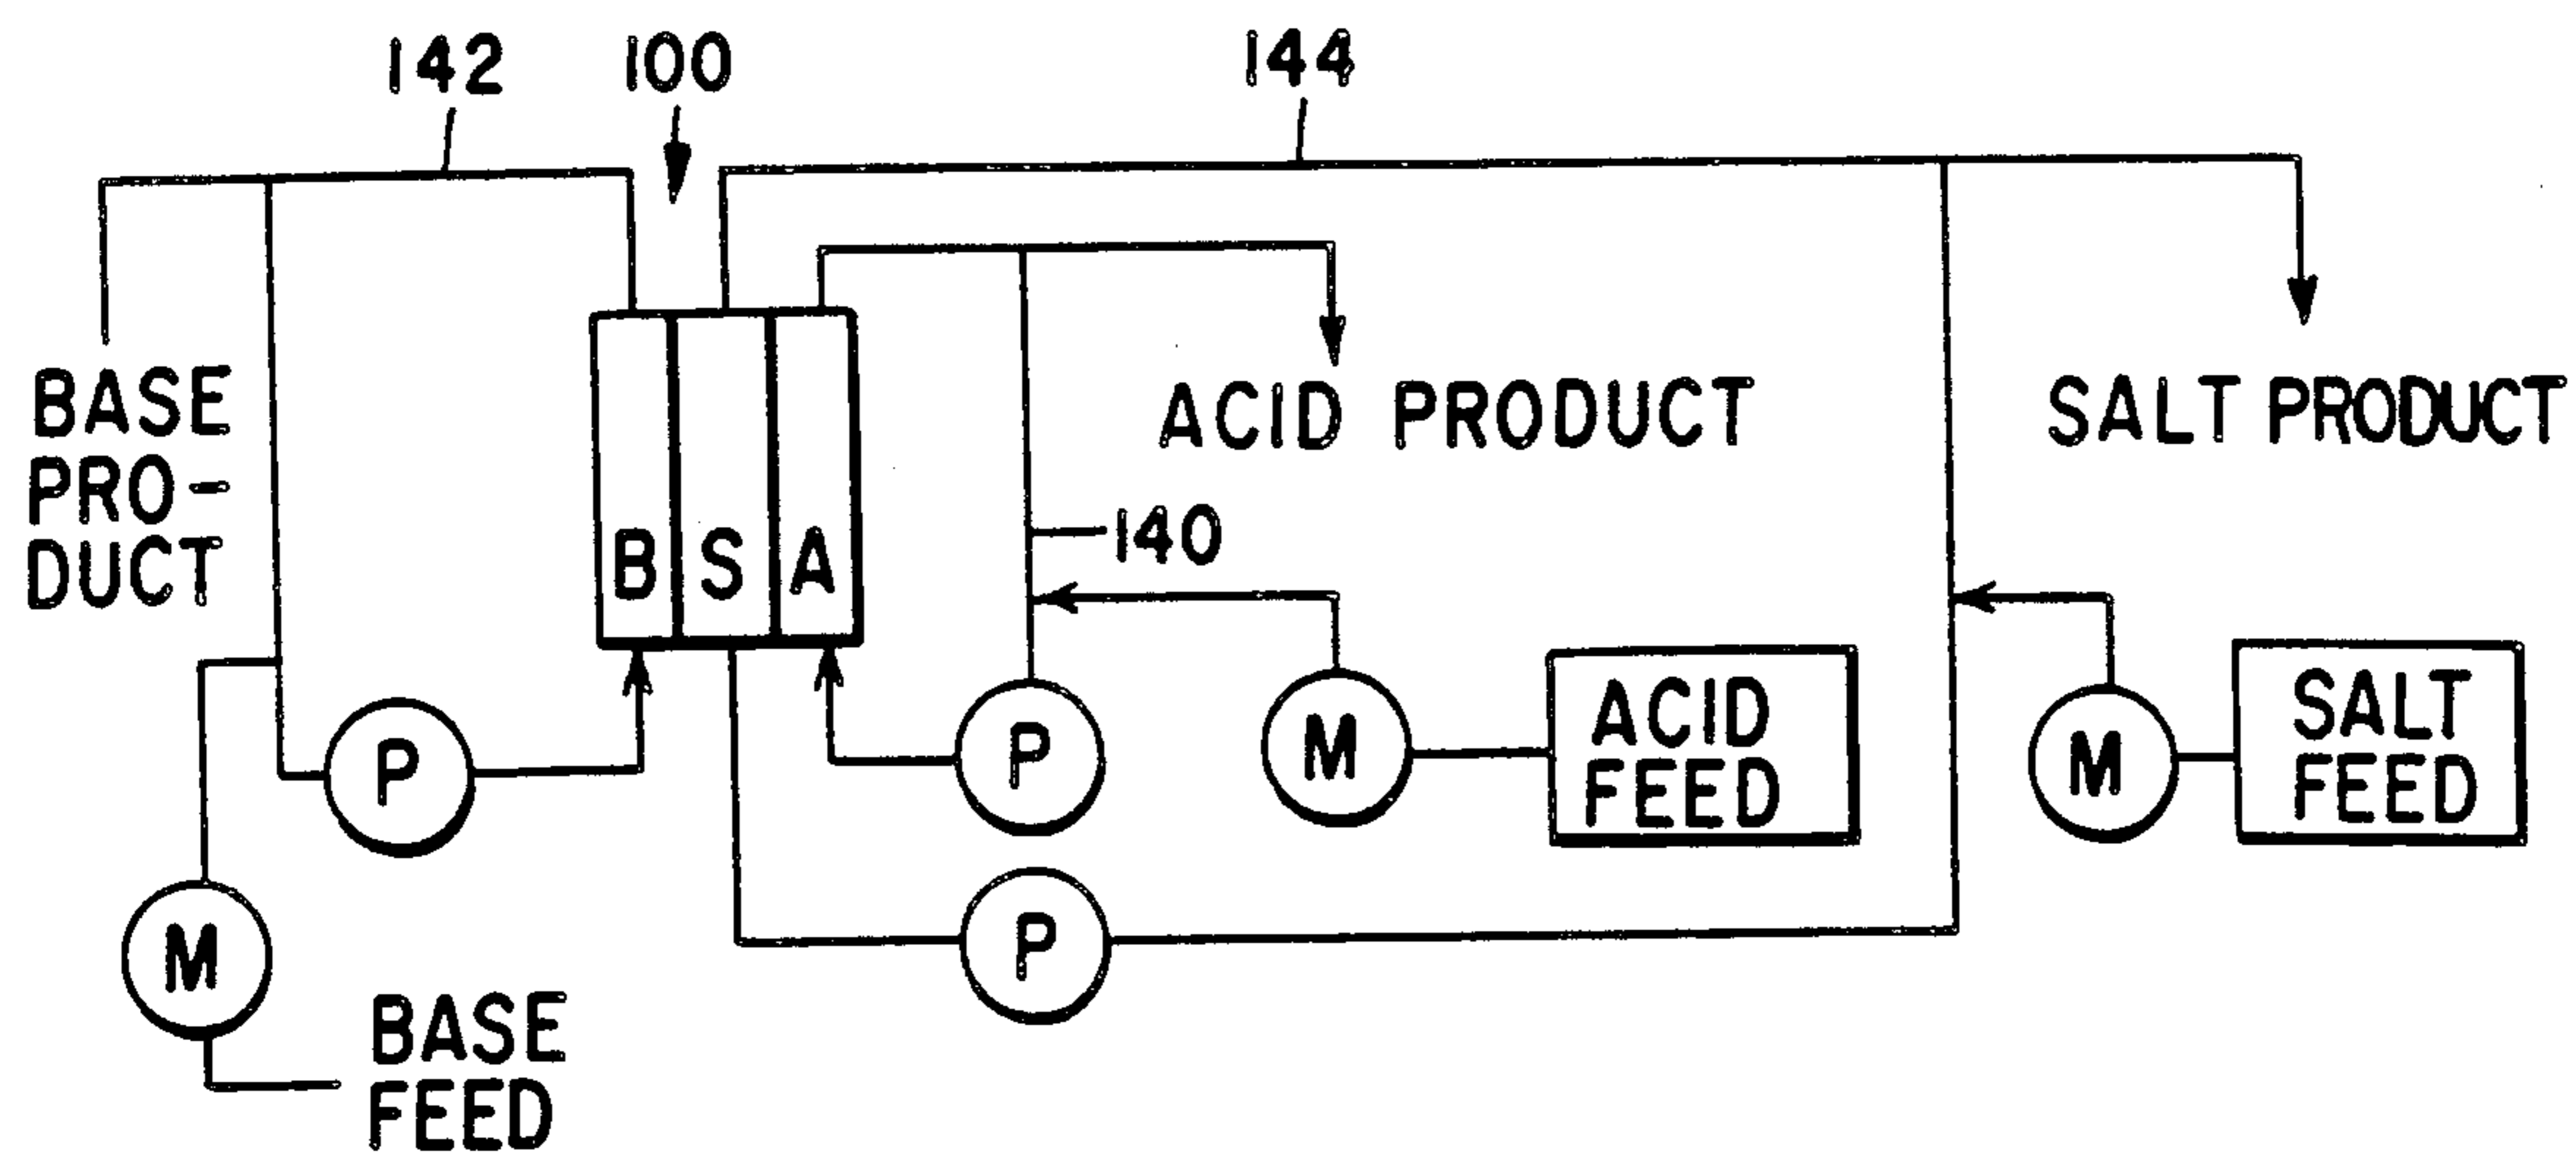 142
100
144
BASE
PRO-
DUCT
ACID PRODUCT
SALT PRODUCT
140
B S A
P
P
M
ACID
FEED
M
SALT
FEED
P
M
BASE
FEED